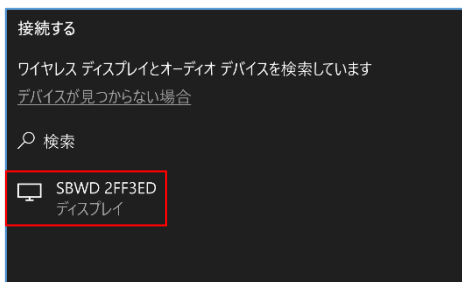 接続する
ワイヤレス ディスプレイとオーディオ デバイスを検索しています
デバイスが見つからない場合
検索
SBWD 2FF3ED
ディスプレイ